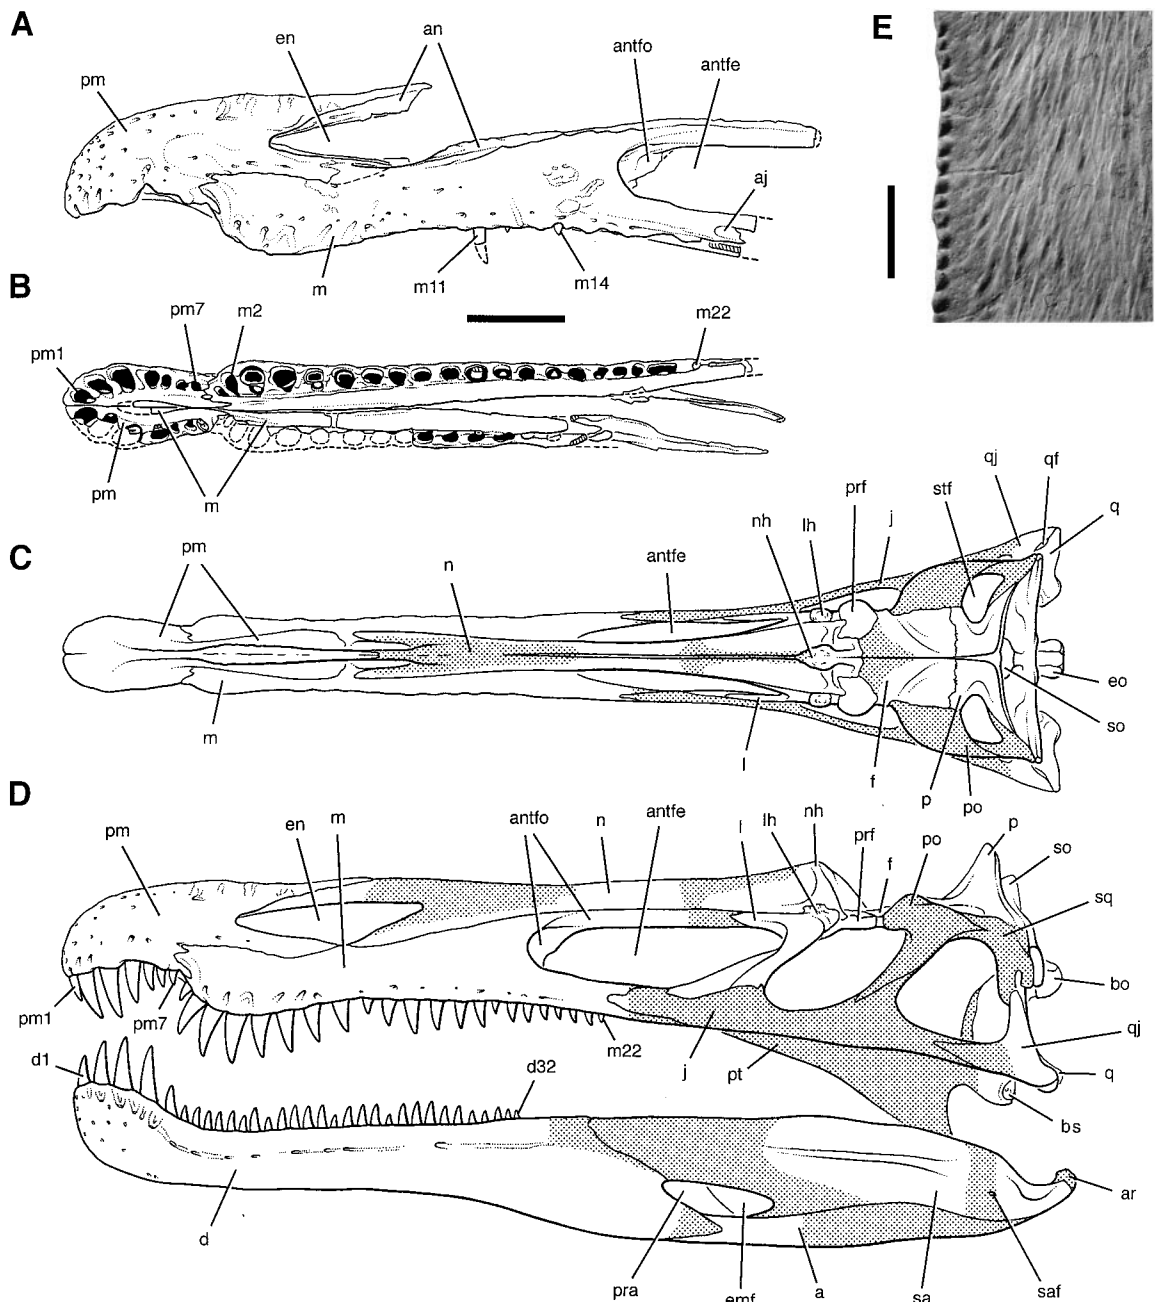 A
pm
en
an
antfo
antfe
aj
m
m11
m14
E
B
pm1
pm7
m2
m22
pm
m
C
pm
n
antfe
nh
lh
prf
j
stf
qj
qf
q
m
l
f
p
po
so
eo
D
pm
en
m
antfo
n
antfe
l
lh
nh
prf
f
po
p
so
sq
bo
qj
q
bs
pm1
pm7
m22
j
pt
d1
d32
d
pra
emf
a
sa
saf
ar